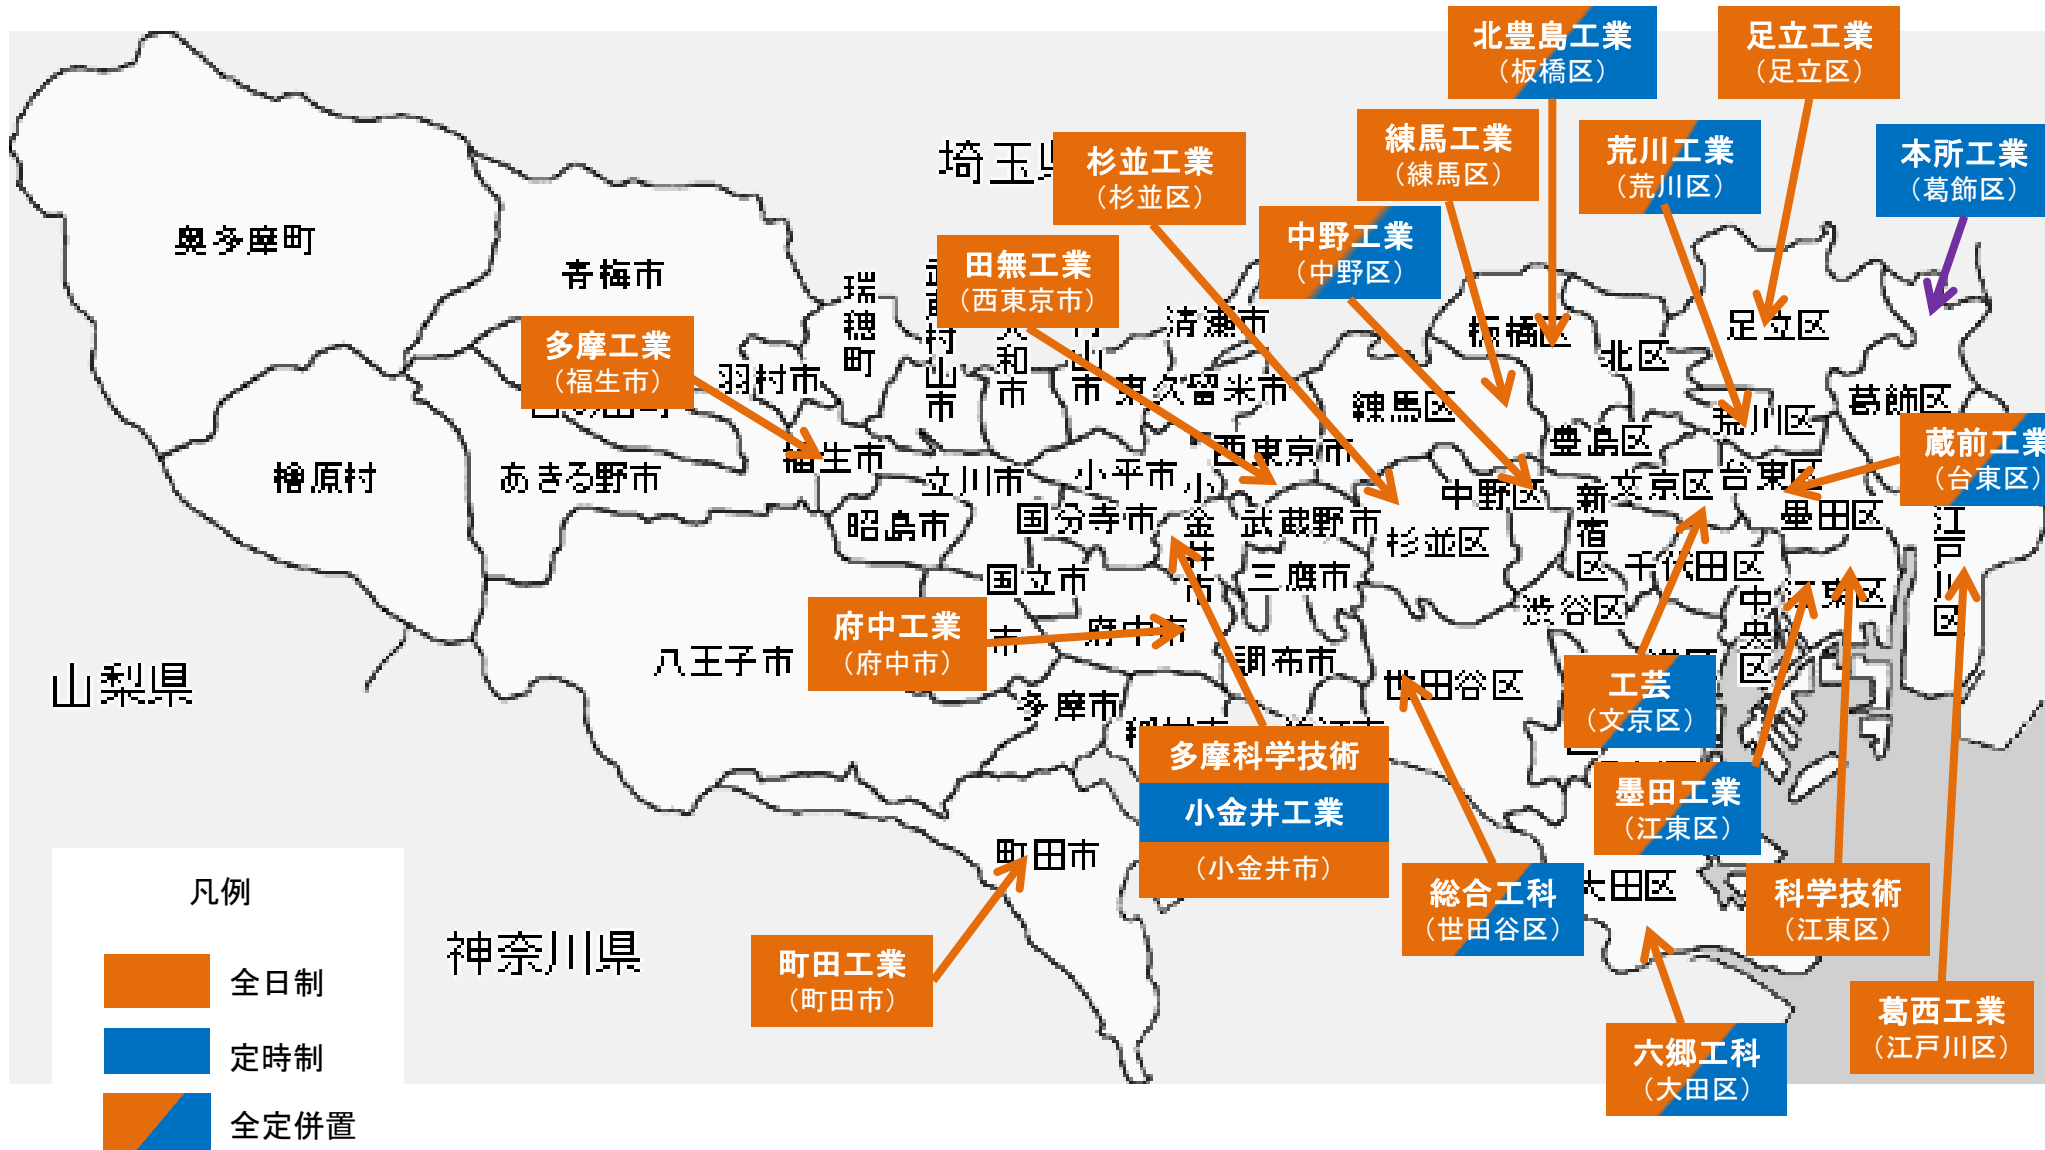 北豊島工業
（板橋区）
足立工業
（足立区）
練馬工業
（練馬区）
荒川工業
（荒川区）
本所工業
（葛飾区）
杉並工業
（杉並区）
埼玉県
中野工業
（中野区）
田無工業
（西東京市）
奥多摩町
青梅市
瑞穂町
武蔵村山市
清瀬市
板橋区
北区
足立区
多摩工業
（福生市）
羽村市
東久留米市
練馬区
葛飾区
荒川区
豊島区
蔵前工業
（台東区）
福生市
西東京市
檜原村
あきる野市
立川市
小平市
小金井市
中野区
新宿区
文京区
台東区
昭島市
国分寺市
武蔵野市
杉並区
墨田区
江戸川区
国立市
三鷹市
千代田区
中央区
江東区
渋谷区
府中工業
（府中市）
市
府中市
八王子市
調布市
世田谷区
山梨県
多摩市
工芸
（文京区）
多摩科学技術
小金井工業
（小金井市）
墨田工業
（江東区）
町田市
総合工科
（世田谷区）
大田区
科学技術
（江東区）
神奈川県
町田工業
（町田市）
葛西工業
（江戸川区）
六郷工科
（大田区）
凡例
全日制
定時制
全定併置